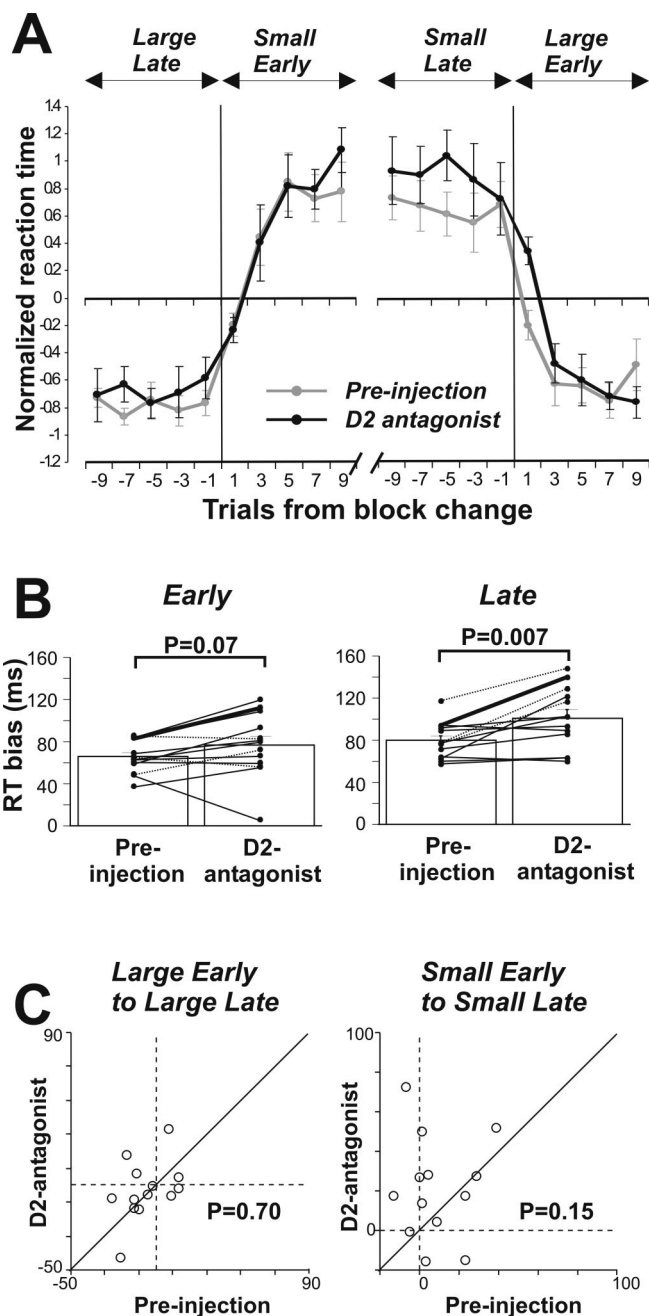 A
Large Late
Small Early
Small Late
Large Early
Normalized reaction time
1.4
1.2
1
0.8
0.6
0.4
0.2
0
-0.2
-0.4
-0.6
-0.8
-1
-1.2
Pre-injection
D2 antagonist
-9 -7 -5 -3 -1 1 3 5 7 9 -9 -7 -5 -3 -1 1 3 5 7 9
Trials from block change
B
Early
Late
P=0.07
P=0.007
RT bias (ms)
160
120
80
40
0
160
120
80
40
0
Pre-injection
D2-antagonist
Pre-injection
D2-antagonist
C
Large Early
to Large Late
Small Early
to Small Late
90
D2-antagonist
-50
-50
90
P=0.70
Pre-injection
100
D2-antagonist
0
0
100
P=0.15
Pre-injection